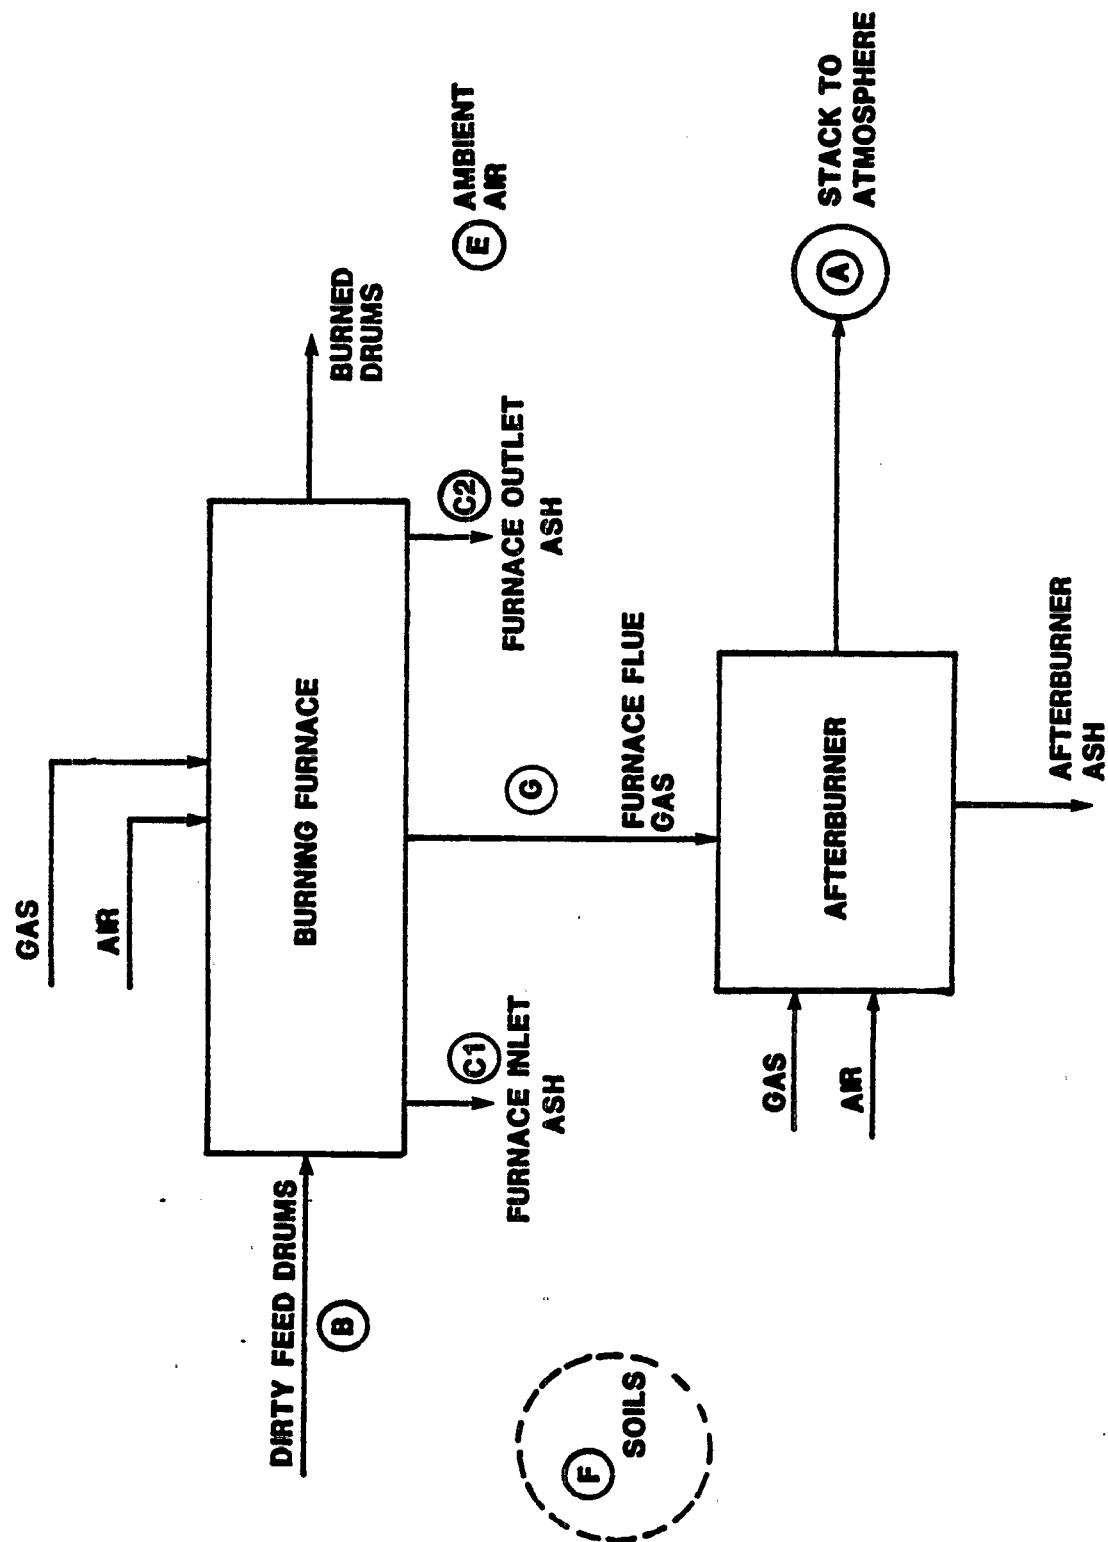 GAS
AIR
DIRTY FEED DRUMS
B
BURNING FURNACE
BURNED
DRUMS
C1
FURNACE INLET
ASH
C2
FURNACE OUTLET
ASH
E
AMBIENT
AIR
G
FURNACE FLUE
GAS
F
SOILS
GAS
AIR
AFTERBURNER
A
STACK TO
ATMOSPHERE
AFTERBURNER
ASH